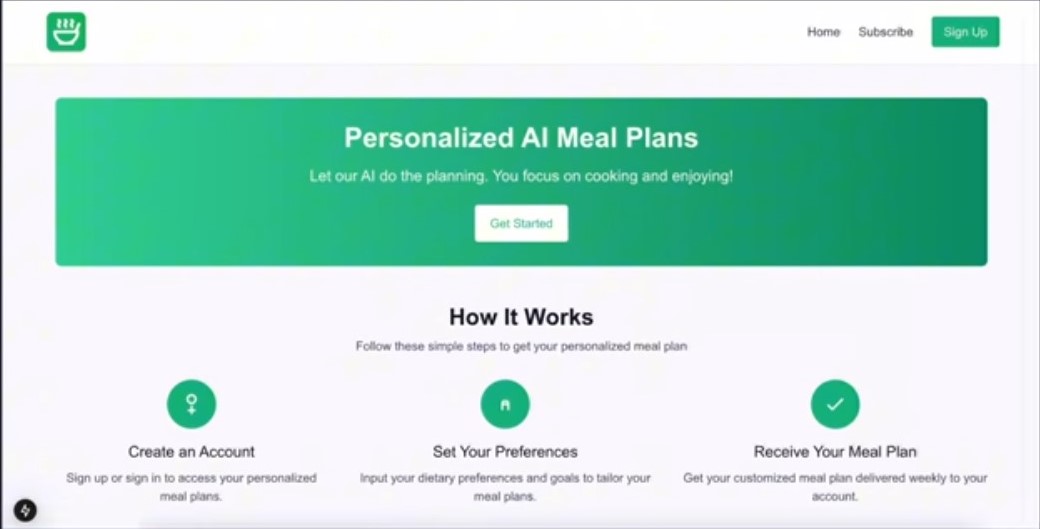 Home Subscribe Sign Up
Personalized AI Meal Plans
Let our AI do the planning. You focus on cooking and enjoying!
Get Started
How It Works
Follow these simple steps to get your personalized meal plan
Create an Account
Sign up or sign in to access your personalized
meal plans.
Set Your Preferences
Input your dietary preferences and goals to tailor your
meal plans.
Receive Your Meal Plan
Get your customized meal plan delivered weekly to your
account.